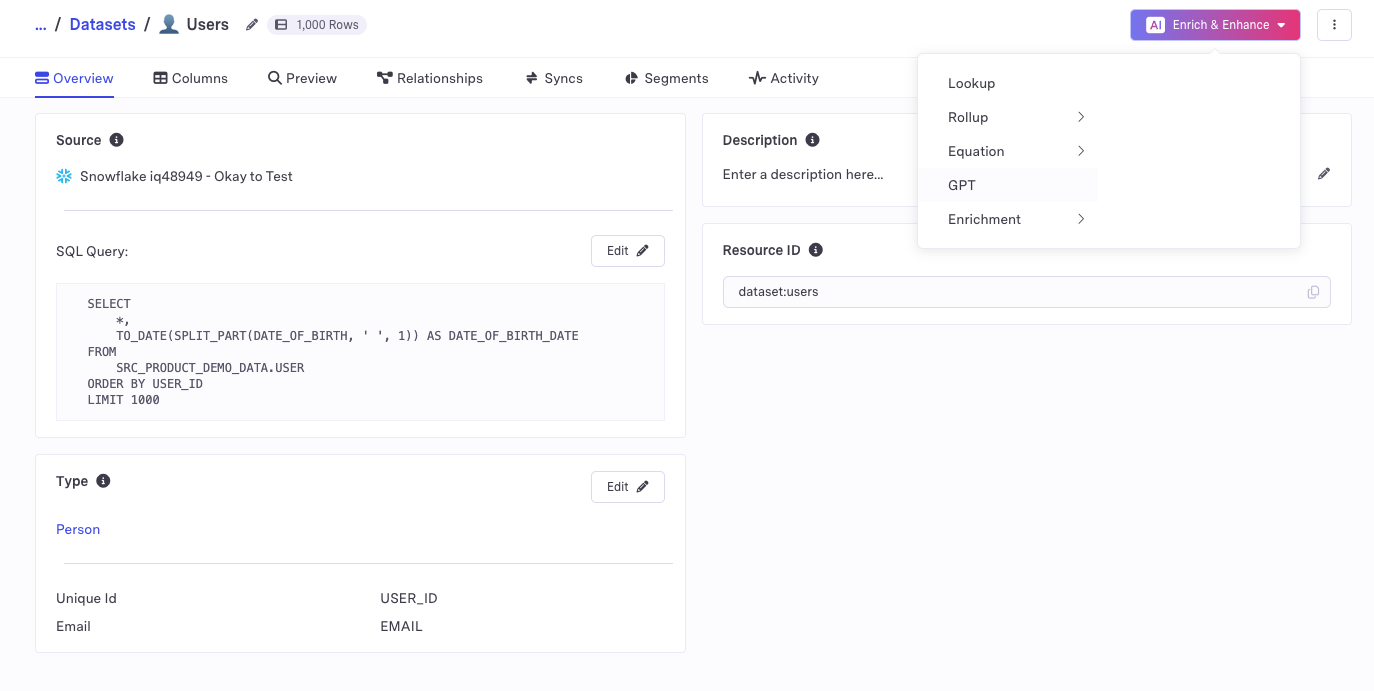 ... / Datasets / Users 1,000 Rows
AI Enrich & Enhance
Overview Columns Preview Relationships Syncs Segments Activity
Lookup
Rollup
Equation
GPT
Enrichment
Source
Snowflake iq48949 - Okay to Test
SQL Query:
Edit
SELECT
*,
TO_DATE(SPLIT_PART(DATE_OF_BIRTH, ' ', 1)) AS DATE_OF_BIRTH_DATE
FROM
SRC_PRODUCT_DEMO_DATA.USER
ORDER BY USER_ID
LIMIT 1000
Type
Edit
Person
Unique Id USER_ID
Email EMAIL
Description
Enter a description here...
Resource ID
dataset:users